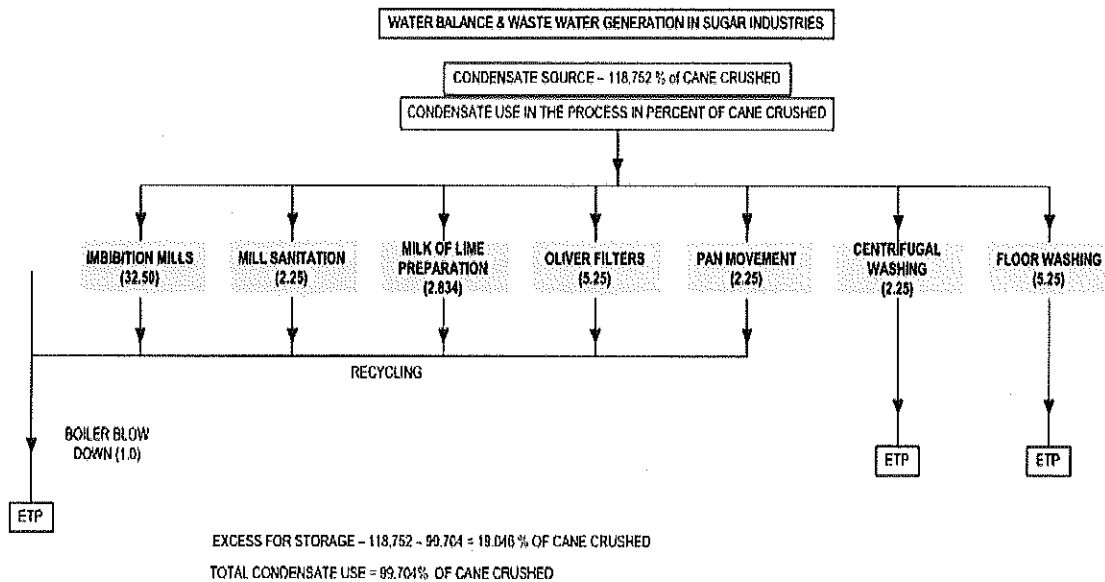 WATER BALANCE & WASTE WATER GENERATION IN SUGAR INDUSTRIES
CONDENSATE SOURCE – 118,752 % of CANE CRUSHED
CONDENSATE USE IN THE PROCESS IN PERCENT OF CANE CRUSHED
IMBIBITION MILLS
(32.50)
MILL SANITATION
(2.25)
MILK OF LIME
PREPARATION
(2.834)
OLIVER FILTERS
(5.25)
PAN MOVEMENT
(2.25)
CENTRIFUGAL
WASHING
(2.25)
FLOOR WASHING
(5.25)
RECYCLING
BOILER BLOW
DOWN (1.0)
ETP
ETP
ETP
EXCESS FOR STORAGE – 118,752 – 99,704 = 19.048 % OF CANE CRUSHED
TOTAL CONDENSATE USE = 99.704% OF CANE CRUSHED